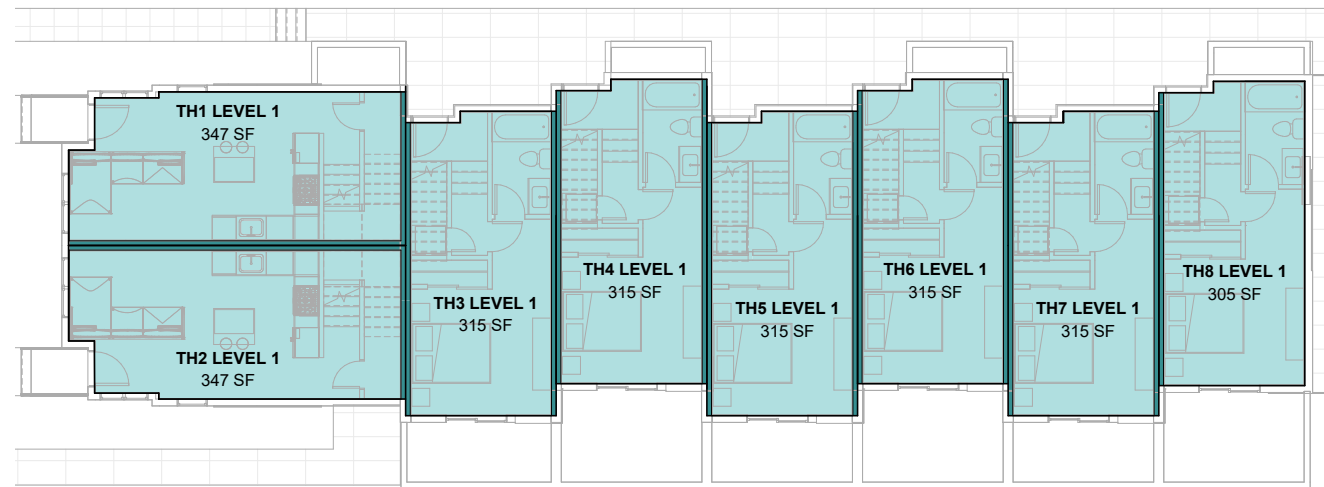 TH1 LEVEL 1
347 SF
TH2 LEVEL 1
347 SF
TH3 LEVEL 1
315 SF
TH4 LEVEL 1
315 SF
TH5 LEVEL 1
315 SF
TH6 LEVEL 1
315 SF
TH7 LEVEL 1
315 SF
TH8 LEVEL 1
305 SF